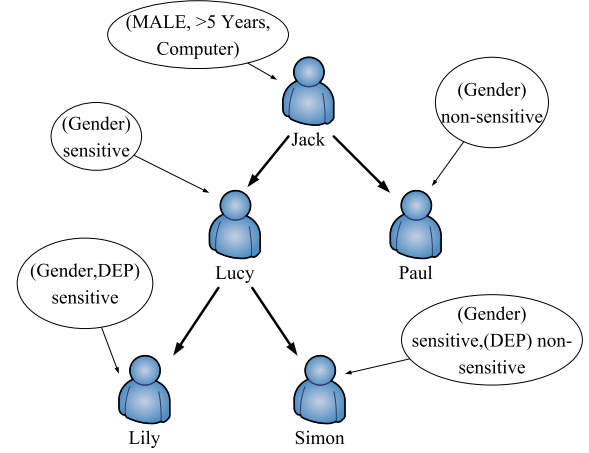 (MALE, >5 Years,
Computer)
(Gender)
non-sensitive
Jack
(Gender)
sensitive
Lucy
Paul
(Gender,DEP)
sensitive
(Gender)
sensitive,(DEP) non-
sensitive
Lily
Simon